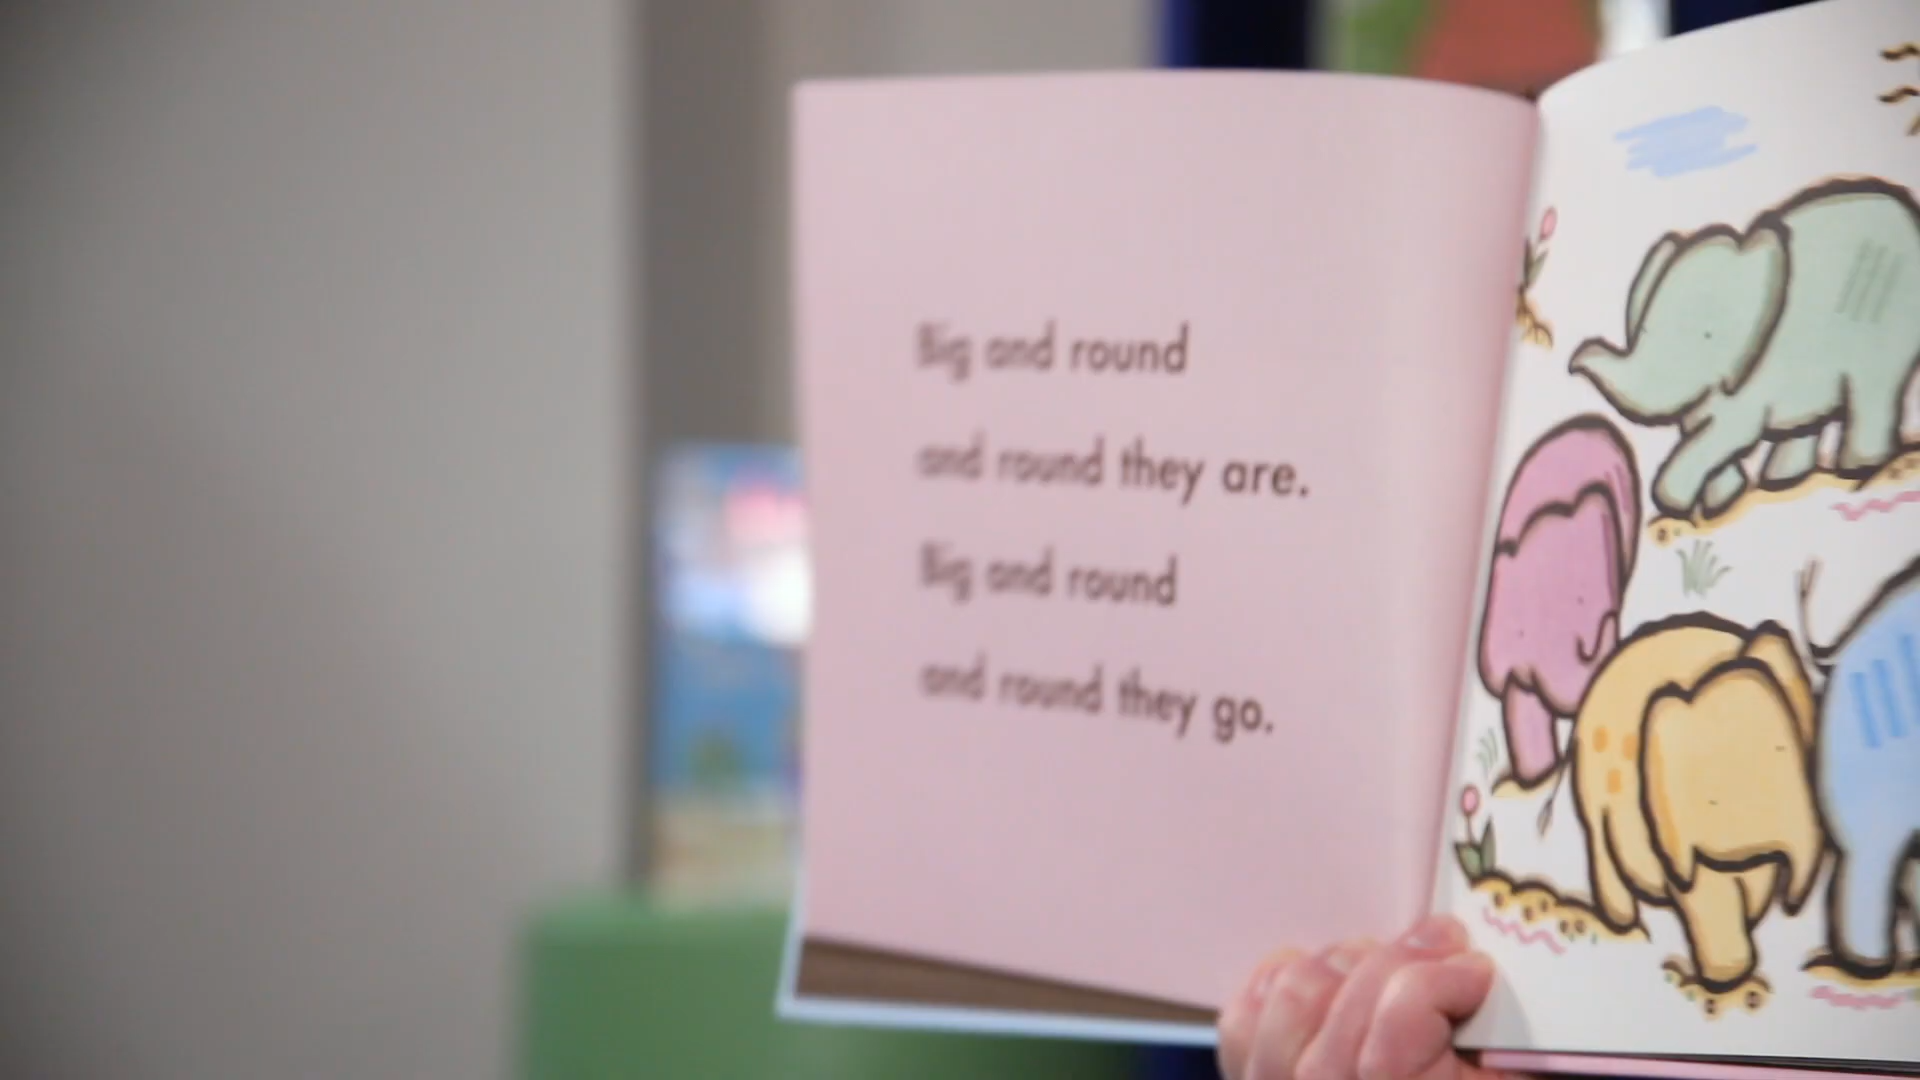 Big and round
and round they are.
Big and round
and round they go.